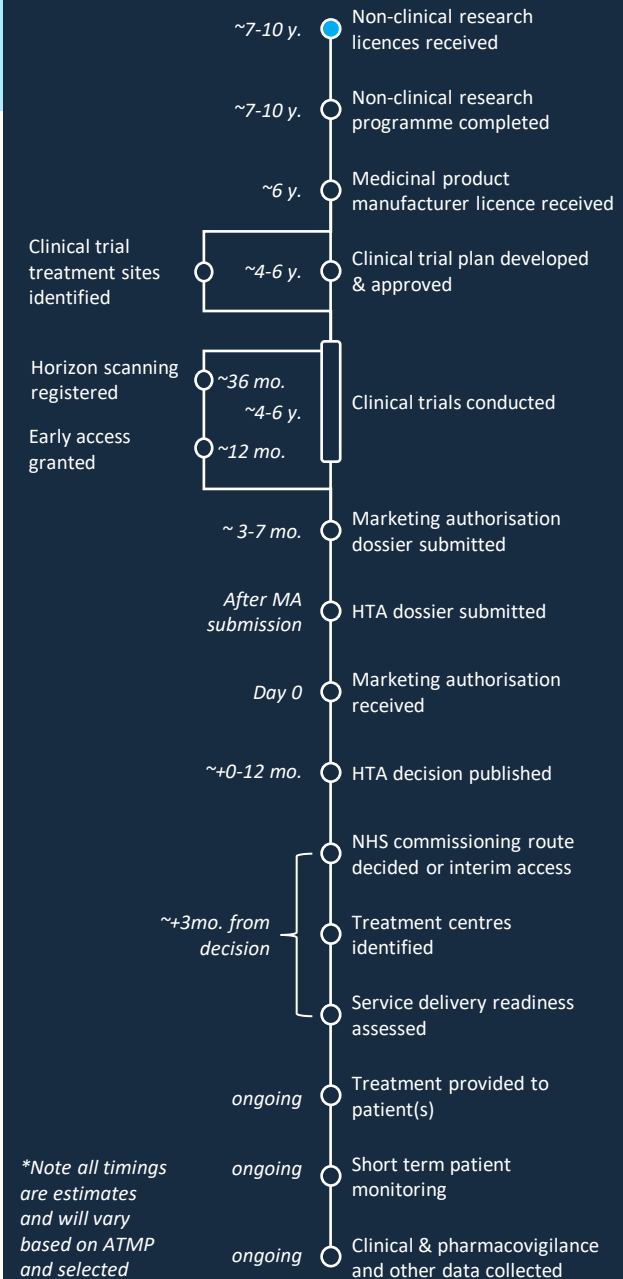 ~7-10 y.
Non-clinical research
licences received
~7-10 y.
Non-clinical research
programme completed
~6 y.
Medicinal product
manufacturer licence received
Clinical trial
treatment sites
identified
~4-6 y.
Clinical trial plan developed
& approved
Horizon scanning
registered
~36 mo.
~4-6 y.
Clinical trials conducted
Early access
granted
~12 mo.
~ 3-7 mo.
Marketing authorisation
dossier submitted
After MA
submission
HTA dossier submitted
Day 0
Marketing authorisation
received
~+0-12 mo.
HTA decision published
NHS commissioning route
decided or interim access
~+3mo. from
decision
Treatment centres
identified
Service delivery readiness
assessed
ongoing
Treatment provided to
patient(s)
ongoing
Short term patient
monitoring
ongoing
Clinical & pharmacovigilance
and other data collected
*Note all timings
are estimates
and will vary
based on ATMP
and selected